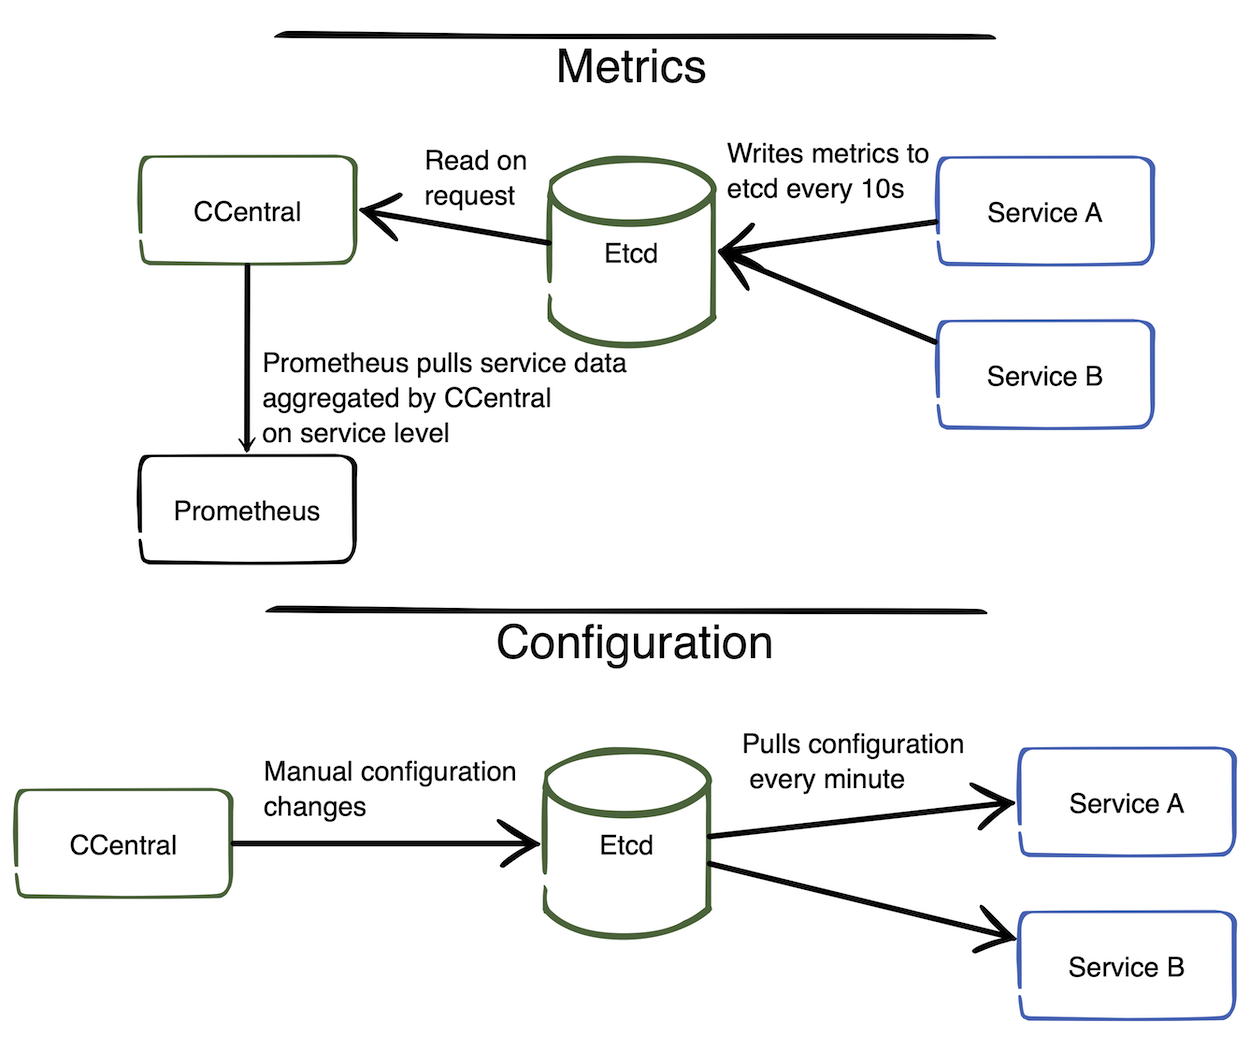 Metrics
CCentral
Read on
request
Etcd
Writes metrics to
etcd every 10s
Service A
Service B
Prometheus pulls service data
aggregated by CCentral
on service level
Prometheus
Configuration
CCentral
Manual configuration
changes
Etcd
Pulls configuration
every minute
Service A
Service B